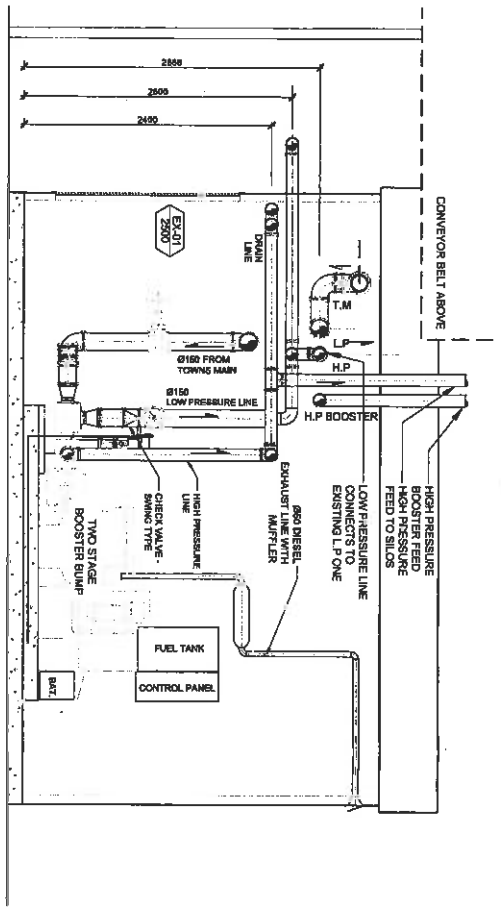 2850
2600
2400
CONVEYOR BELT ABOVE
EX-01
2500
DRAIN
LINE
T.M
L.P
H.P
Ø150 FROM
TOWNS MAIN
Ø150
LOW PRESSURE LINE
H.P BOOSTER
HIGH PRESSURE
BOOSTER FEED
HIGH PRESSURE
FEED TO SILOS
LOW PRESSURE LINE
CONNECTS TO
EXISTING L.P ONE
Ø50 DIESEL
EXHAUST LINE WITH
MUFFLER
HIGH PRESSURE
LINE
CHECK VALVE -
SWING TYPE
TWO STAGE
BOOSTER BUMP
FUEL TANK
CONTROL PANEL
BAT.